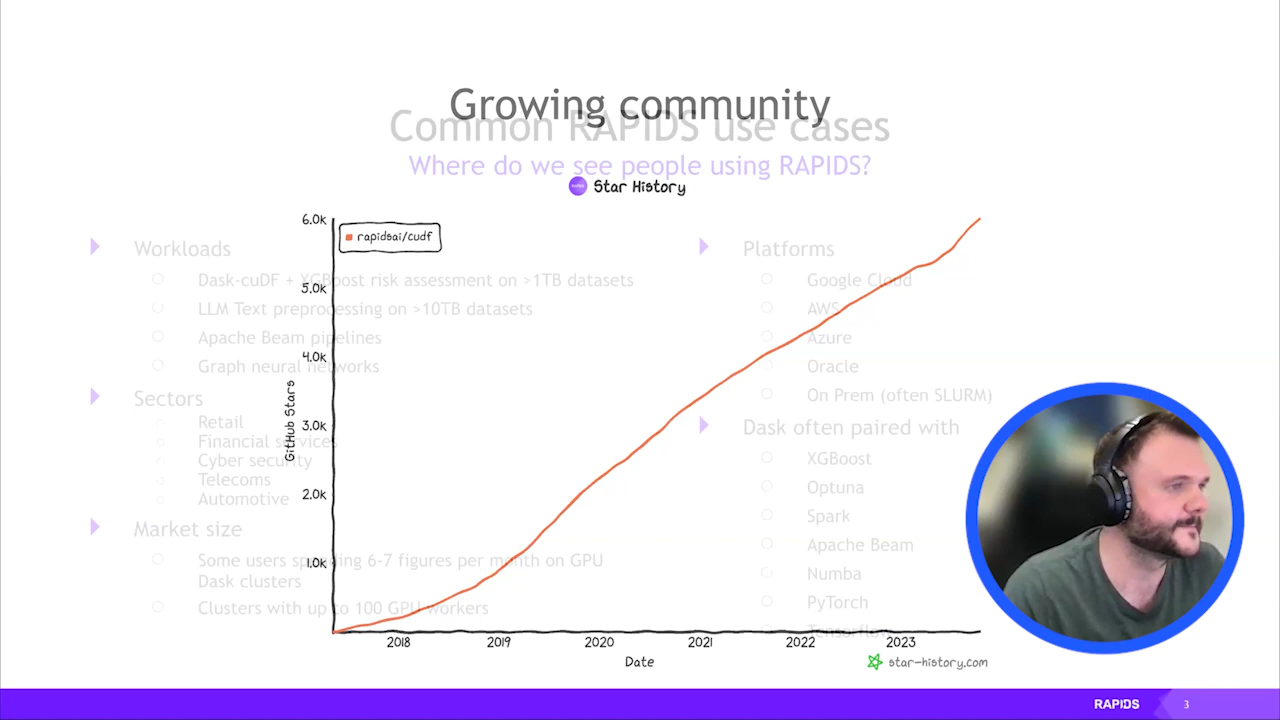 Growing community
Common RAPIDS use cases
Where do we see people using RAPIDS?
Star History
6.0k
5.0k
4.0k
3.0k
2.0k
1.0k
rapidsai/cudf
GitHub Stars
2018
2019
2020
2021
2022
2023
Date
star-history.com
Workloads
Dask-cuDF + XGBoost risk assessment on >1TB datasets
LLM Text preprocessing on >10TB datasets
Apache Beam pipelines
Graph neural networks
Sectors
Retail
Financial services
Cyber security
Telecoms
Automotive
Market size
Some users spending 6-7 figures per month on GPU
Dask clusters
Clusters with up to 100 GPU workers
Platforms
Google Cloud
AWS
Azure
Oracle
On Prem (often SLURM)
Dask often paired with
XGBoost
Optuna
Spark
Apache Beam
Numba
PyTorch
Tensorflow
RAPIDS
3